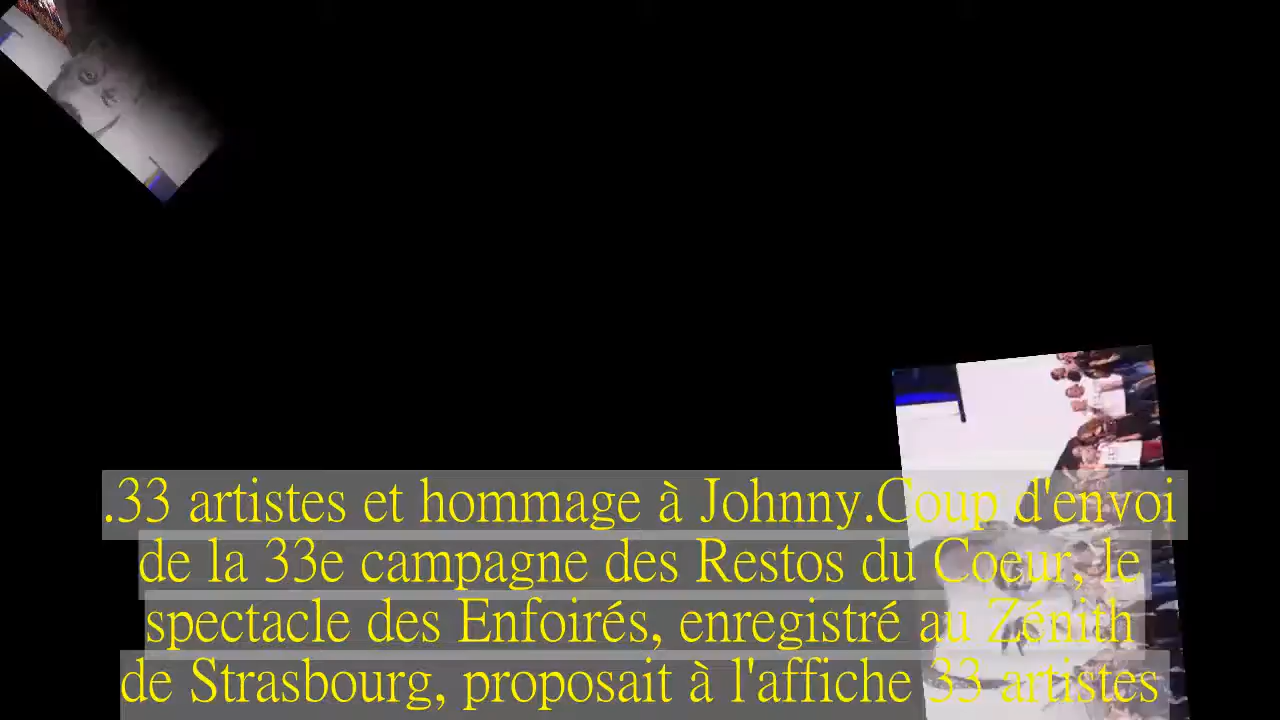 .33 artistes et hommage à Johnny.Coup d'envoi
de la 33e campagne des Restos du Coeur, le
spectacle des Enfoirés, enregistré au Zénith
de Strasbourg, proposait à l'affiche 33 artistes